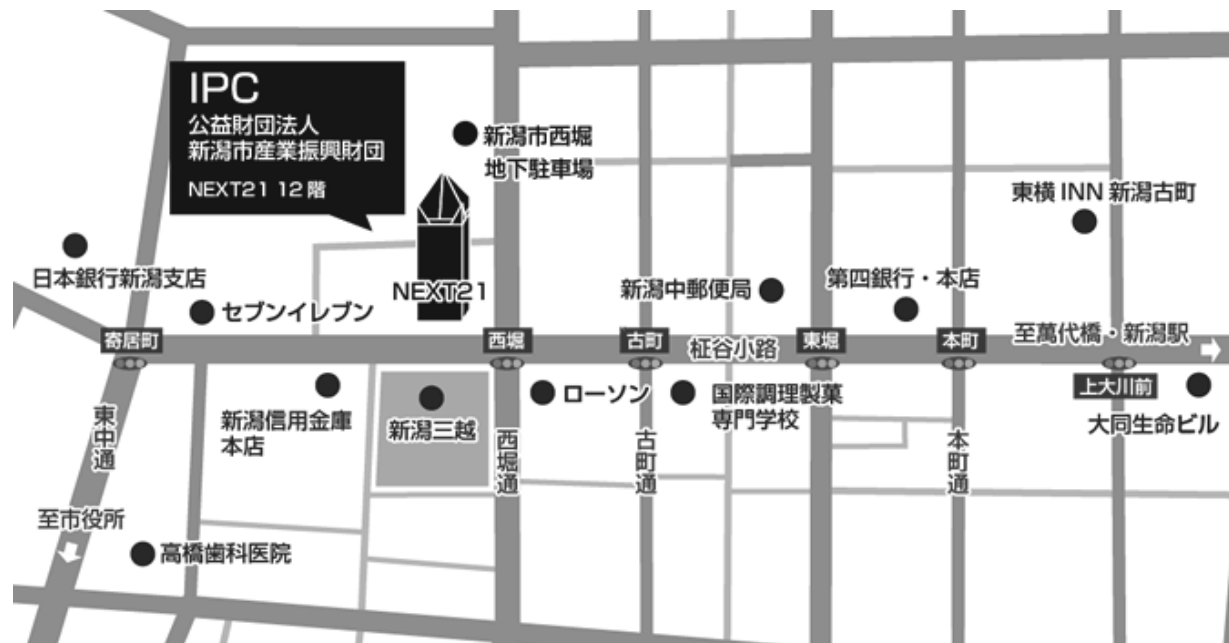 IPC
公益財団法人
新潟市産業振興財団
NEXT21 12階
新潟市西堀
地下駐車場
東横 INN 新潟古町
日本銀行新潟支店
セブンイレブン
NEXT21
新潟中郵便局
第四銀行・本店
寄居町
西堀
古町
柾谷小路
東堀
本町
至萬代橋・新潟駅
上大川前
新潟信用金庫
本店
新潟三越
ローソン
国際調理製菓
専門学校
大同生命ビル
東中通
西堀通
古町通
本町通
至市役所
高橋歯科医院